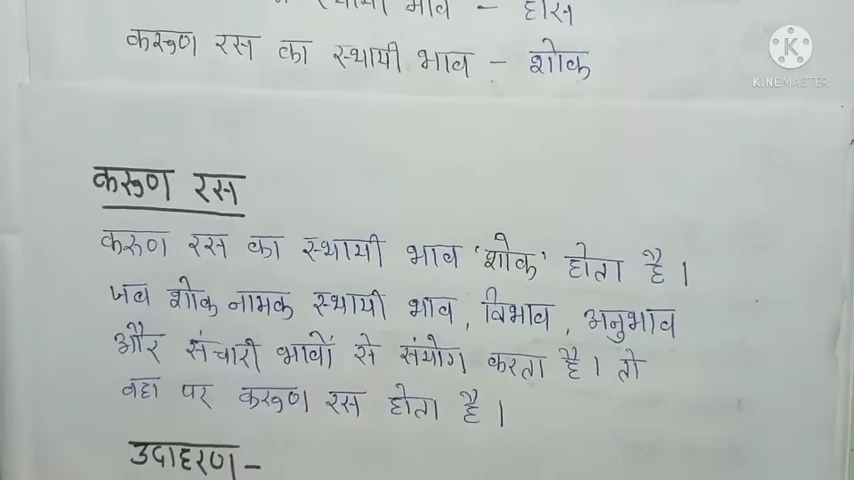 स्थायी भाव - हास
करूण रस का स्थायी भाव - शोक
KINEMASTER
करूण रस
करूण रस का स्थायी भाव 'शोक' होता है।
जब शोक नामक स्थायी भाव, विभाव, अनुभाव
और संचारी भावों से संयोग करता है। तो
वहा पर करूण रस होता है।
उदाहरण-